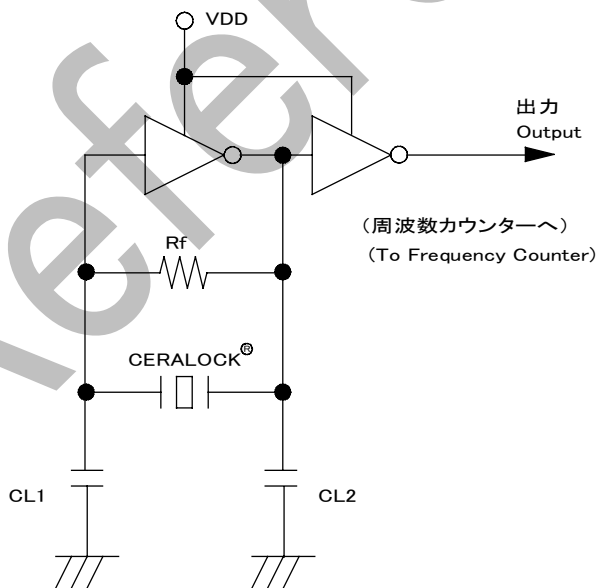 VDD
出力
Output
(周波数カウンターへ)
(To Frequency Counter)
Rf
CERALOCK®
CL1
CL2